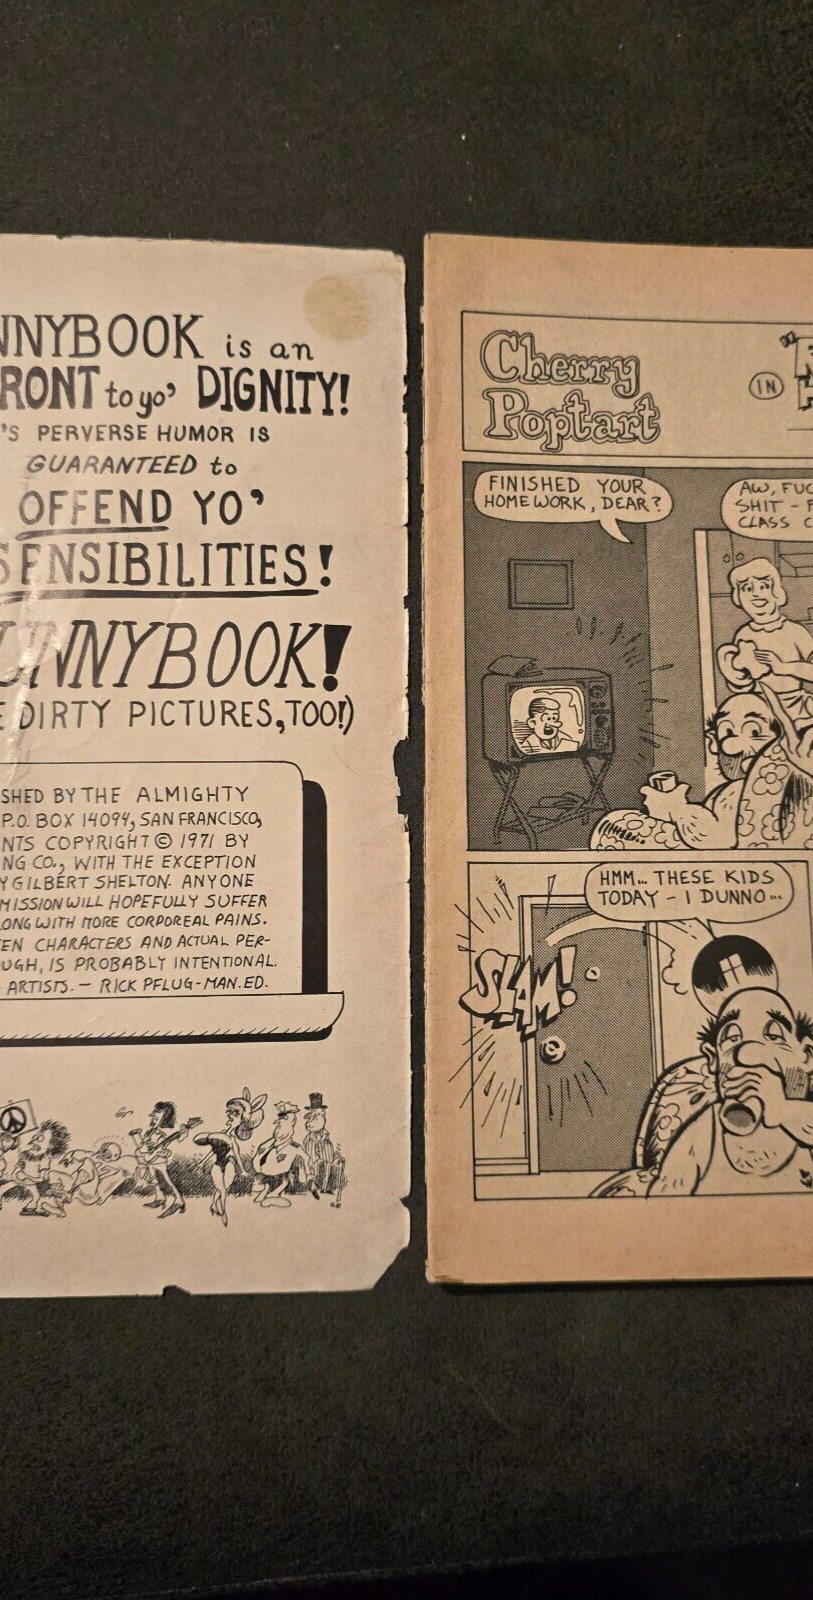 NNYBOOK is an
RONT to yo' DIGNITY!
'S PERVERSE HUMOR IS
GUARANTEED to
OFFEND YO'
SENSIBILITIES!
UNNYBOOK!
E DIRTY PICTURES, TOO!)
SHED BY THE ALMIGHTY
P.O. BOX 14094, SAN FRANCISCO,
NTS COPYRIGHT © 1971 BY
NG CO., WITH THE EXCEPTION
Y GILBERT SHELTON. ANYONE
MISSION WILL HOPEFULLY SUFFER
LONG WITH MORE CORPOREAL PAINS.
EEN CHARACTERS AND ACTUAL PER-
UGH, IS PROBABLY INTENTIONAL.
ARTISTS. — RICK PFLUG-MAN. ED.
Cherry
Poptart
IN
FINISHED YOUR
HOMEWORK, DEAR?
AW, FUC
SHIT - F
CLASS C
HMM... THESE KIDS
TODAY - I DUNNO...
SLAM!